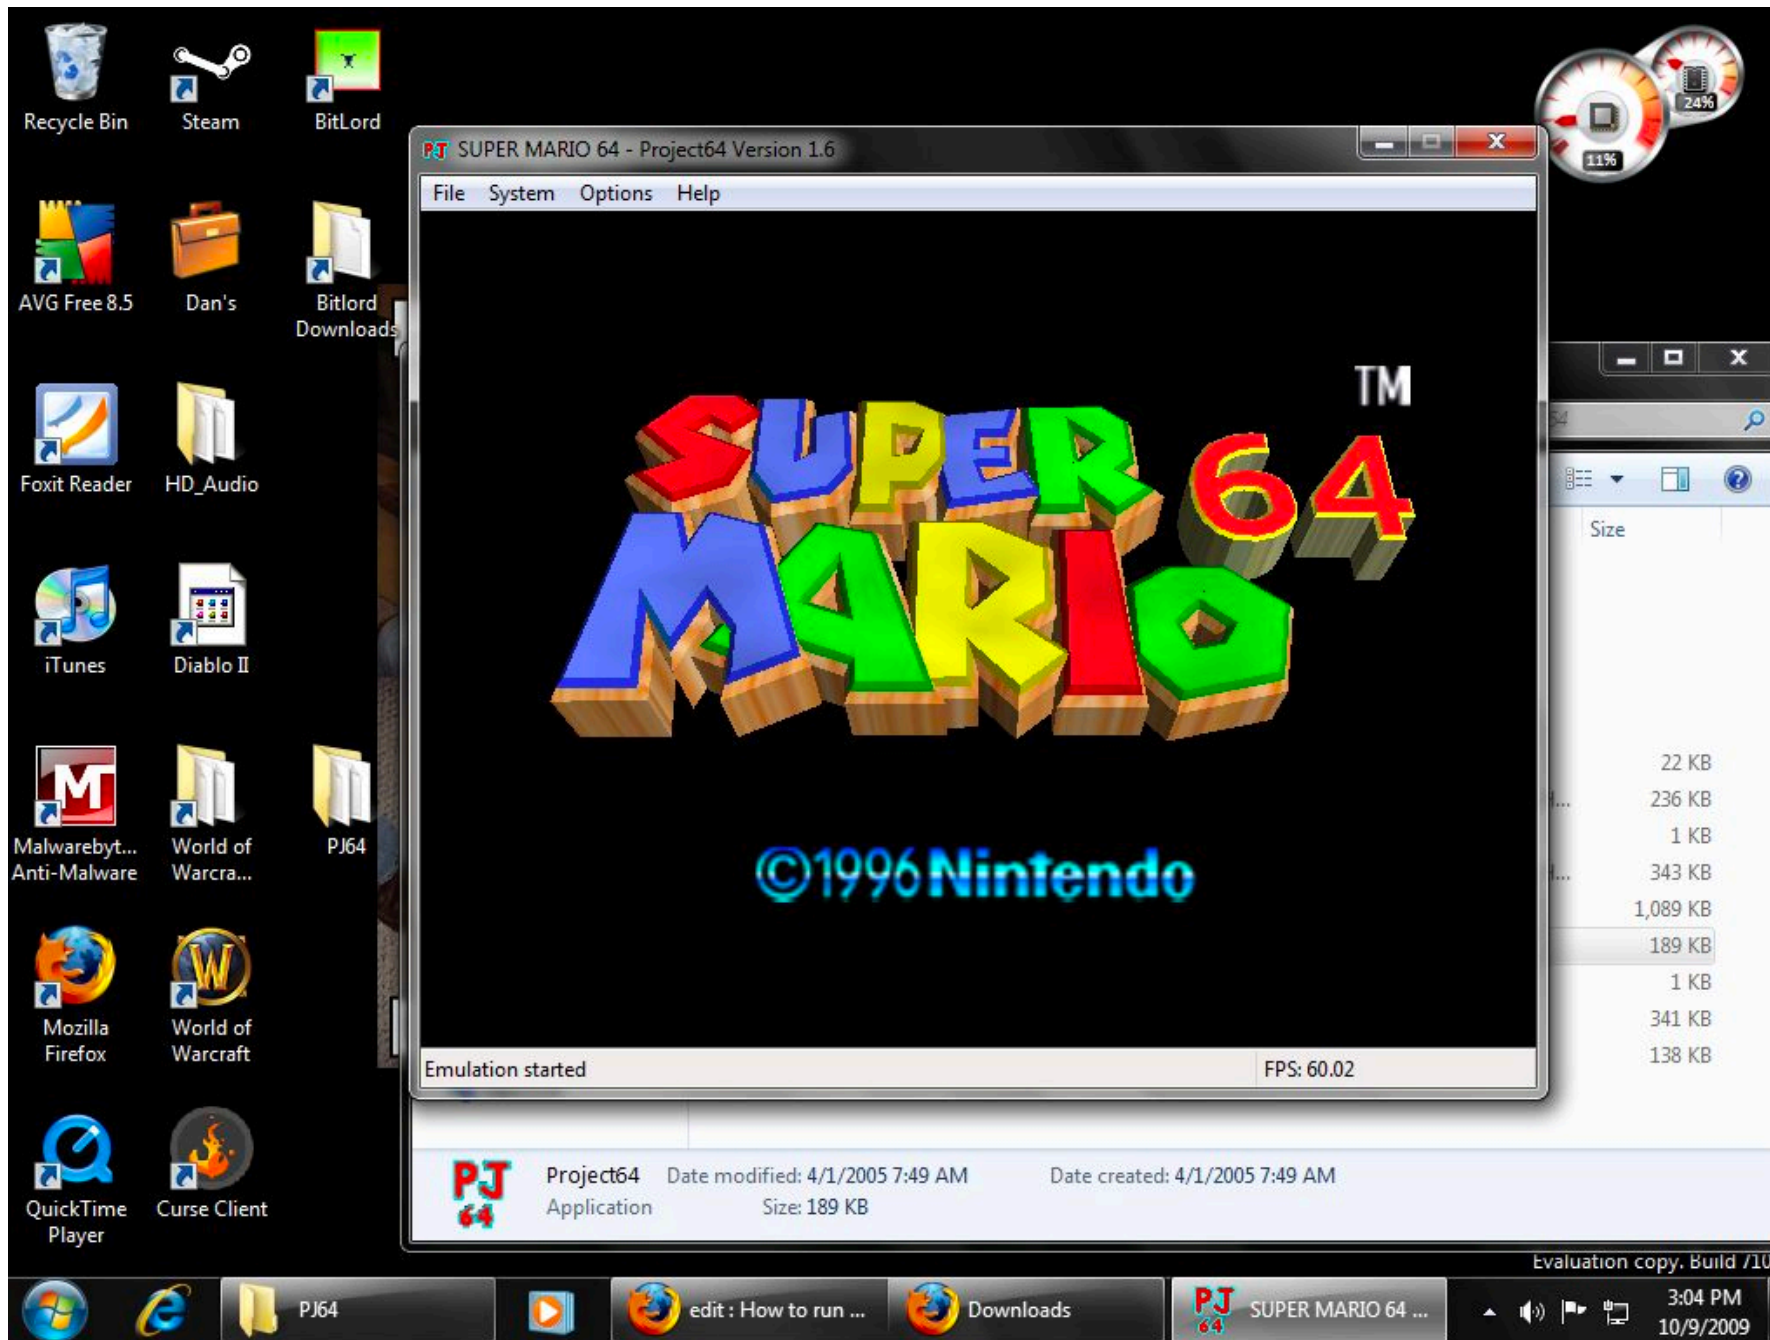 Recycle Bin
Steam
BitLord
24%
11%
SUPER MARIO 64 - Project64 Version 1.6
File System Options Help
AVG Free 8.5
Dan's
Bitlord
Downloads
TM
SUPER
64
MARIO
Foxit Reader
HD_Audio
64
Size
iTunes
Diablo II
22 KB
236 KB
1 KB
343 KB
1,089 KB
189 KB
1 KB
341 KB
138 KB
Malwarebyt...
Anti-Malware
World of
Warcra...
PJ64
©1996 Nintendo
Mozilla
Firefox
World of
Warcraft
Emulation started
FPS: 60.02
QuickTime
Player
Curse Client
PJ
64
Project64 Date modified: 4/1/2005 7:49 AM Date created: 4/1/2005 7:49 AM
Application Size: 189 KB
Evaluation copy. Build 710
PJ64
edit : How to run ...
Downloads
PJ
64
SUPER MARIO 64 ...
3:04 PM
10/9/2009